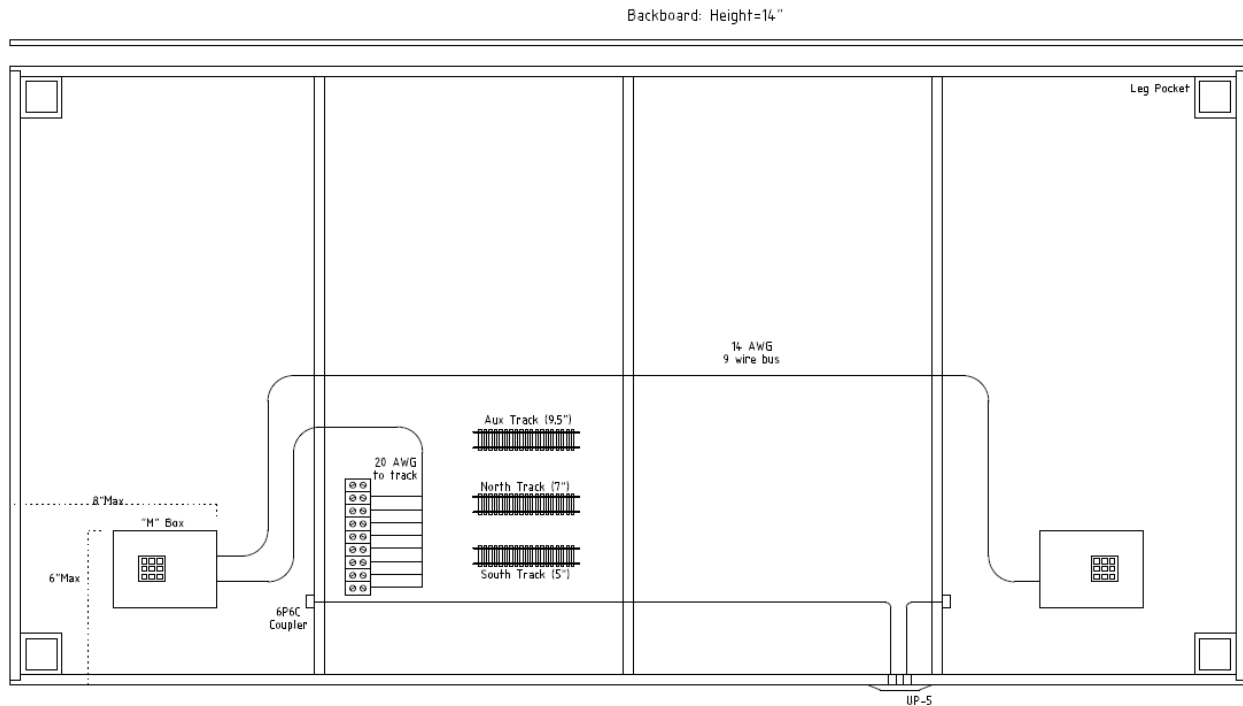 Backboard: Height=14"
Leg Pocket
14 AWG
9 wire bus
Aux Track (9.5")
20 AWG
to track
North Track (7")
8"Max
"M" Box
6"Max
South Track (5")
6P6C
Coupler
UP-5